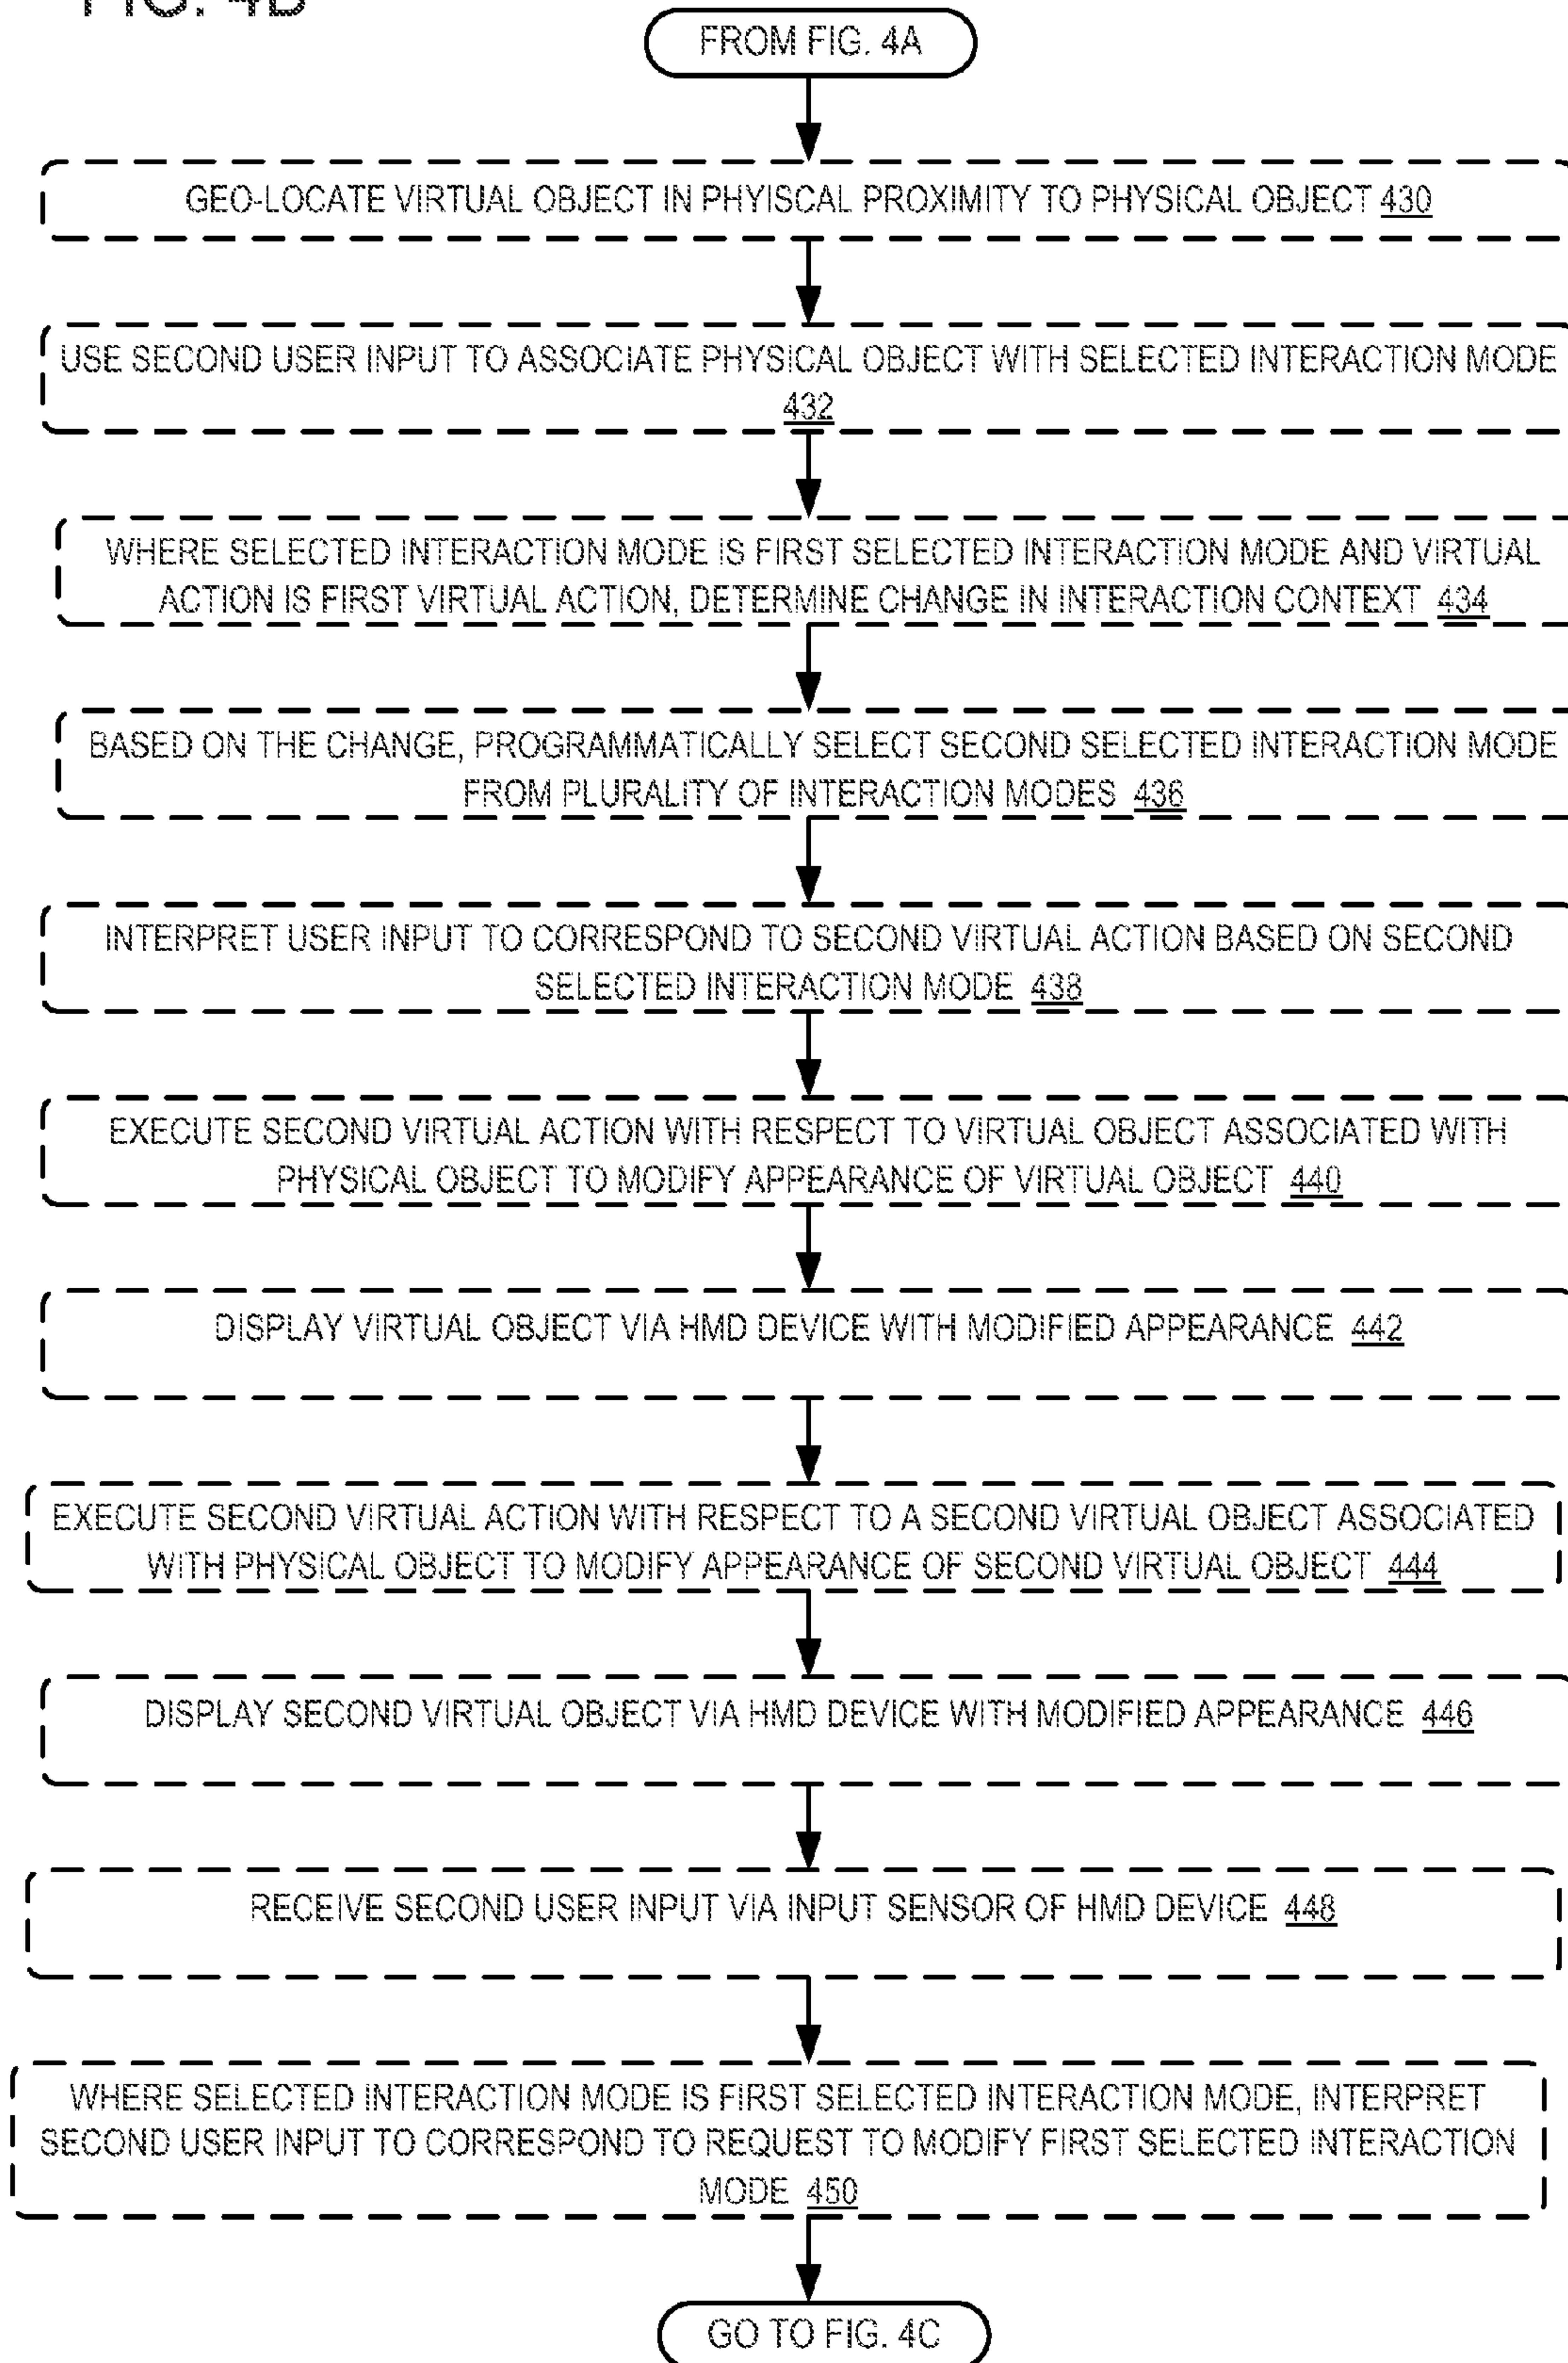 FIG. 4B
FROM FIG. 4A
GEO-LOCATE VIRTUAL OBJECT IN PHYISCAL PROXIMITY TO PHYSICAL OBJECT 430
USE SECOND USER INPUT TO ASSOCIATE PHYSICAL OBJECT WITH SELECTED INTERACTION MODE
432
WHERE SELECTED INTERACTION MODE IS FIRST SELECTED INTERACTION MODE AND VIRTUAL
ACTION IS FIRST VIRTUAL ACTION, DETERMINE CHANGE IN INTERACTION CONTEXT 434
BASED ON THE CHANGE, PROGRAMMATICALLY SELECT SECOND SELECTED INTERACTION MODE
FROM PLURALITY OF INTERACTION MODES 436
INTERPRET USER INPUT TO CORRESPOND TO SECOND VIRTUAL ACTION BASED ON SECOND
SELECTED INTERACTION MODE 438
EXECUTE SECOND VIRTUAL ACTION WITH RESPECT TO VIRTUAL OBJECT ASSOCIATED WITH
PHYSICAL OBJECT TO MODIFY APPEARANCE OF VIRTUAL OBJECT 440
DISPLAY VIRTUAL OBJECT VIA HMD DEVICE WITH MODIFIED APPEARANCE 442
EXECUTE SECOND VIRTUAL ACTION WITH RESPECT TO A SECOND VIRTUAL OBJECT ASSOCIATED
WITH PHYSICAL OBJECT TO MODIFY APPEARANCE OF SECOND VIRTUAL OBJECT 444
DISPLAY SECOND VIRTUAL OBJECT VIA HMD DEVICE WITH MODIFIED APPEARANCE 446
RECEIVE SECOND USER INPUT VIA INPUT SENSOR OF HMD DEVICE 448
WHERE SELECTED INTERACTION MODE IS FIRST SELECTED INTERACTION MODE, INTERPRET
SECOND USER INPUT TO CORRESPOND TO REQUEST TO MODIFY FIRST SELECTED INTERACTION
MODE 450
GO TO FIG. 4C